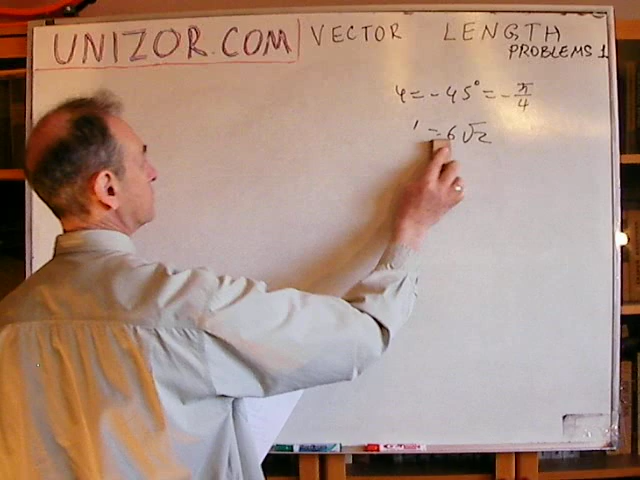 UNIZOR.COM VECTOR LENGTH
PROBLEMS 1
φ = -45° = -π/4
' = 6√2